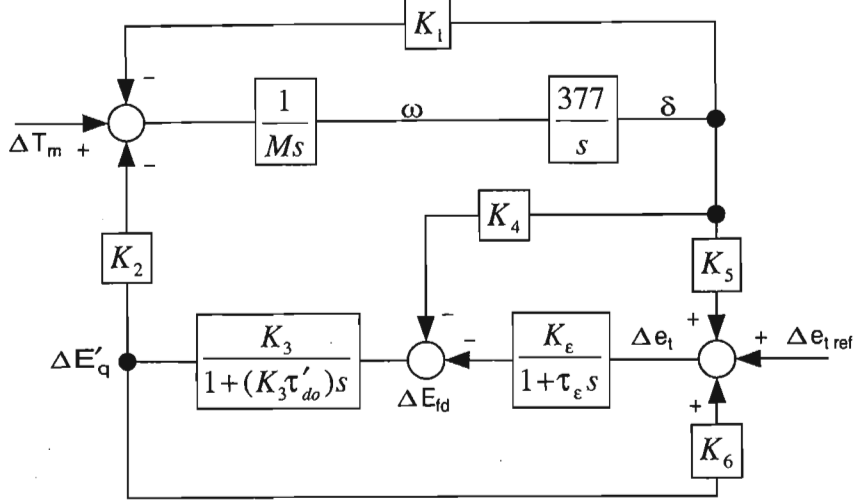 K₁
−
ΔTₘ +
1
Ms
ω
377
s
δ
−
K₄
K₂
K₅
−
+
ΔE′q
K₃
1+(K₃τ′do)s
−
Kε
1+τεs
Δeₜ
+ Δeₜ ref
ΔEfd
+
K₆